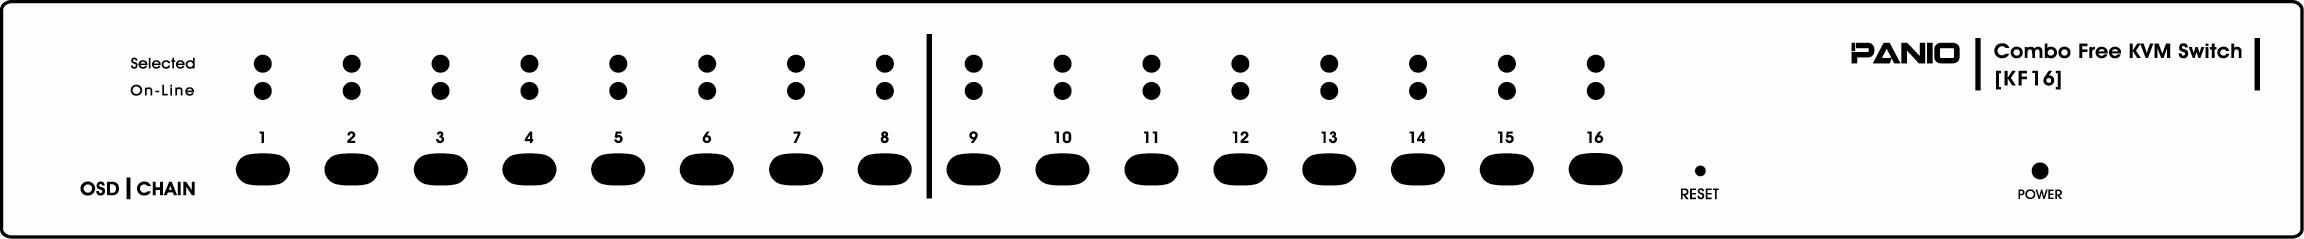 Selected
On-Line
1 2 3 4 5 6 7 8 9 10 11 12 13 14 15 16
OSD | CHAIN
RESET
PANIO
Combo Free KVM Switch
[KF16]
POWER